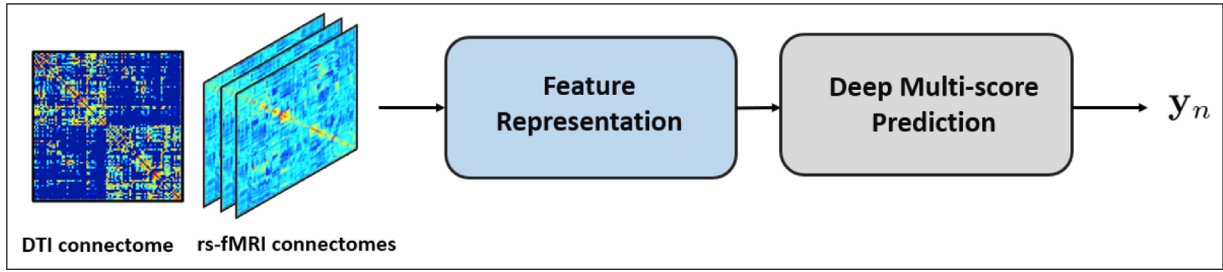 Feature
Representation
Deep Multi-score
Prediction
yₙ
DTI connectome
rs-fMRI connectomes